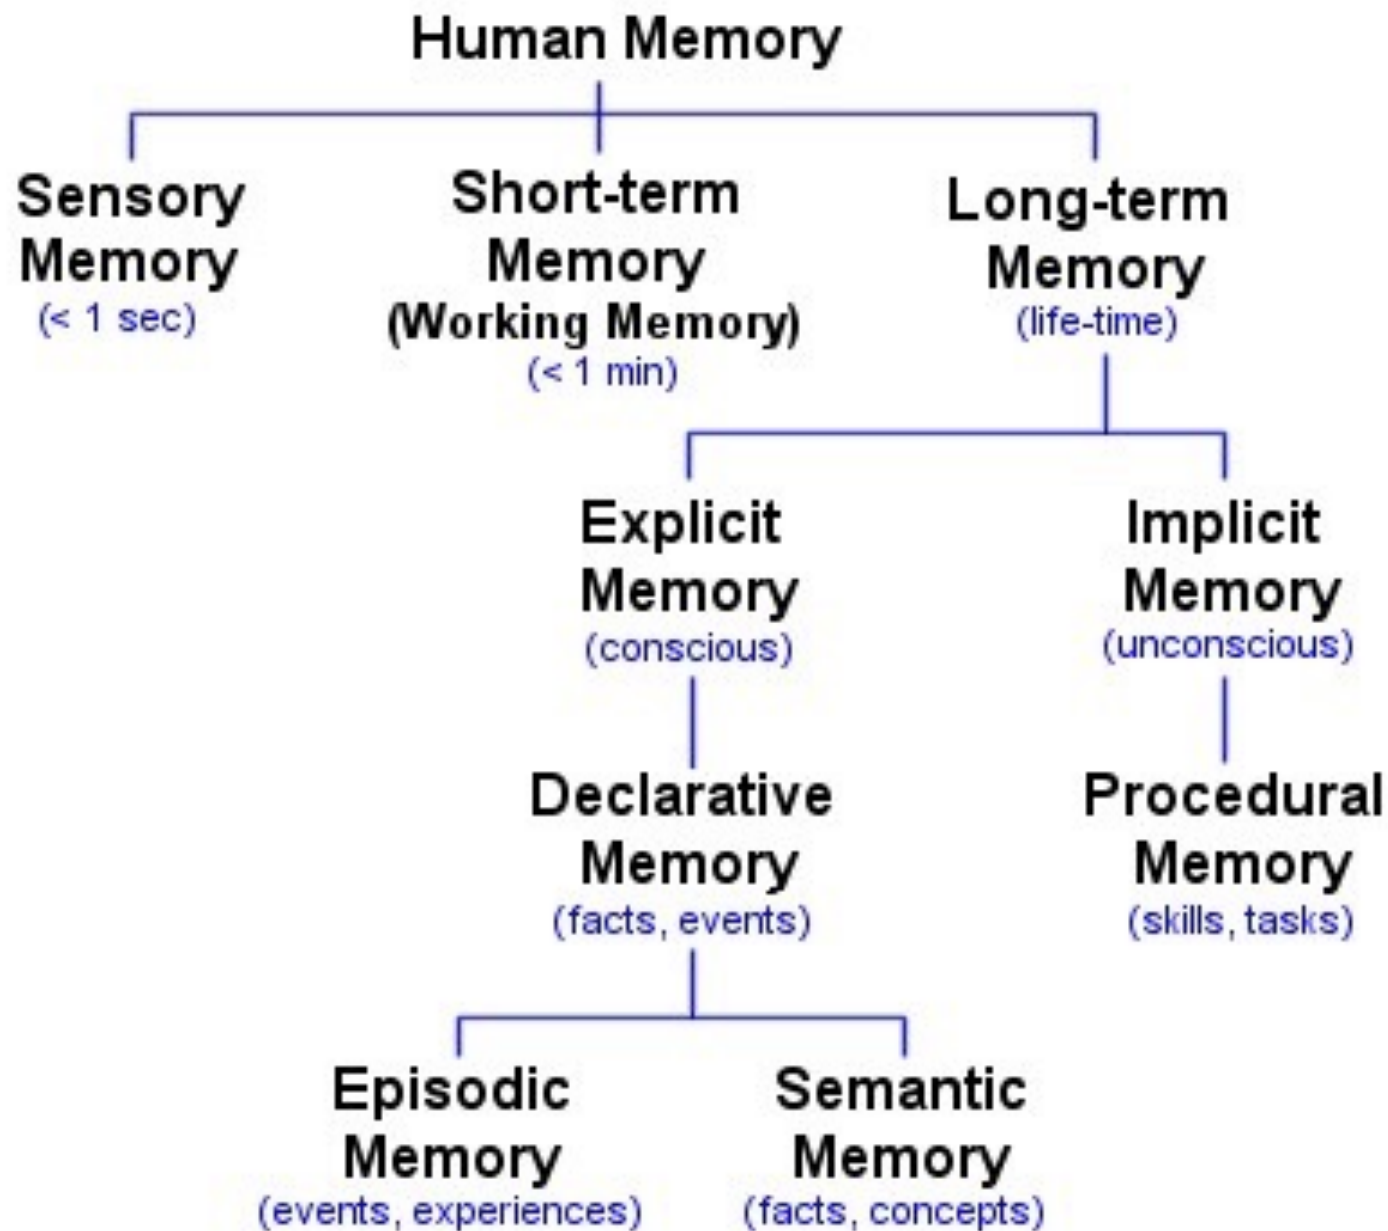 Human Memory
Sensory
Memory
(< 1 sec)
Short-term
Memory
(Working Memory)
(< 1 min)
Long-term
Memory
(life-time)
Explicit
Memory
(conscious)
Implicit
Memory
(unconscious)
Declarative
Memory
(facts, events)
Procedural
Memory
(skills, tasks)
Episodic
Memory
(events, experiences)
Semantic
Memory
(facts, concepts)